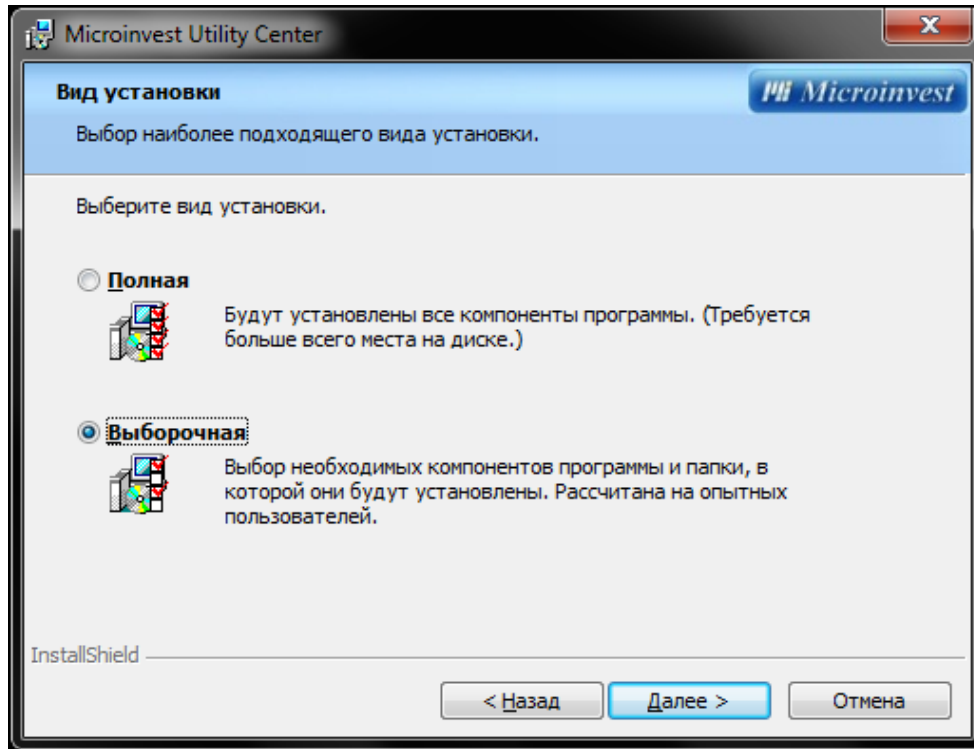 Microinvest Utility Center
Вид установки
Microinvest
Выбор наиболее подходящего вида установки.
Выберите вид установки.
Полная
Будут установлены все компоненты программы. (Требуется
больше всего места на диске.)
Выборочная
Выбор необходимых компонентов программы и папки, в
которой они будут установлены. Рассчитана на опытных
пользователей.
InstallShield
< Назад
Далее >
Отмена